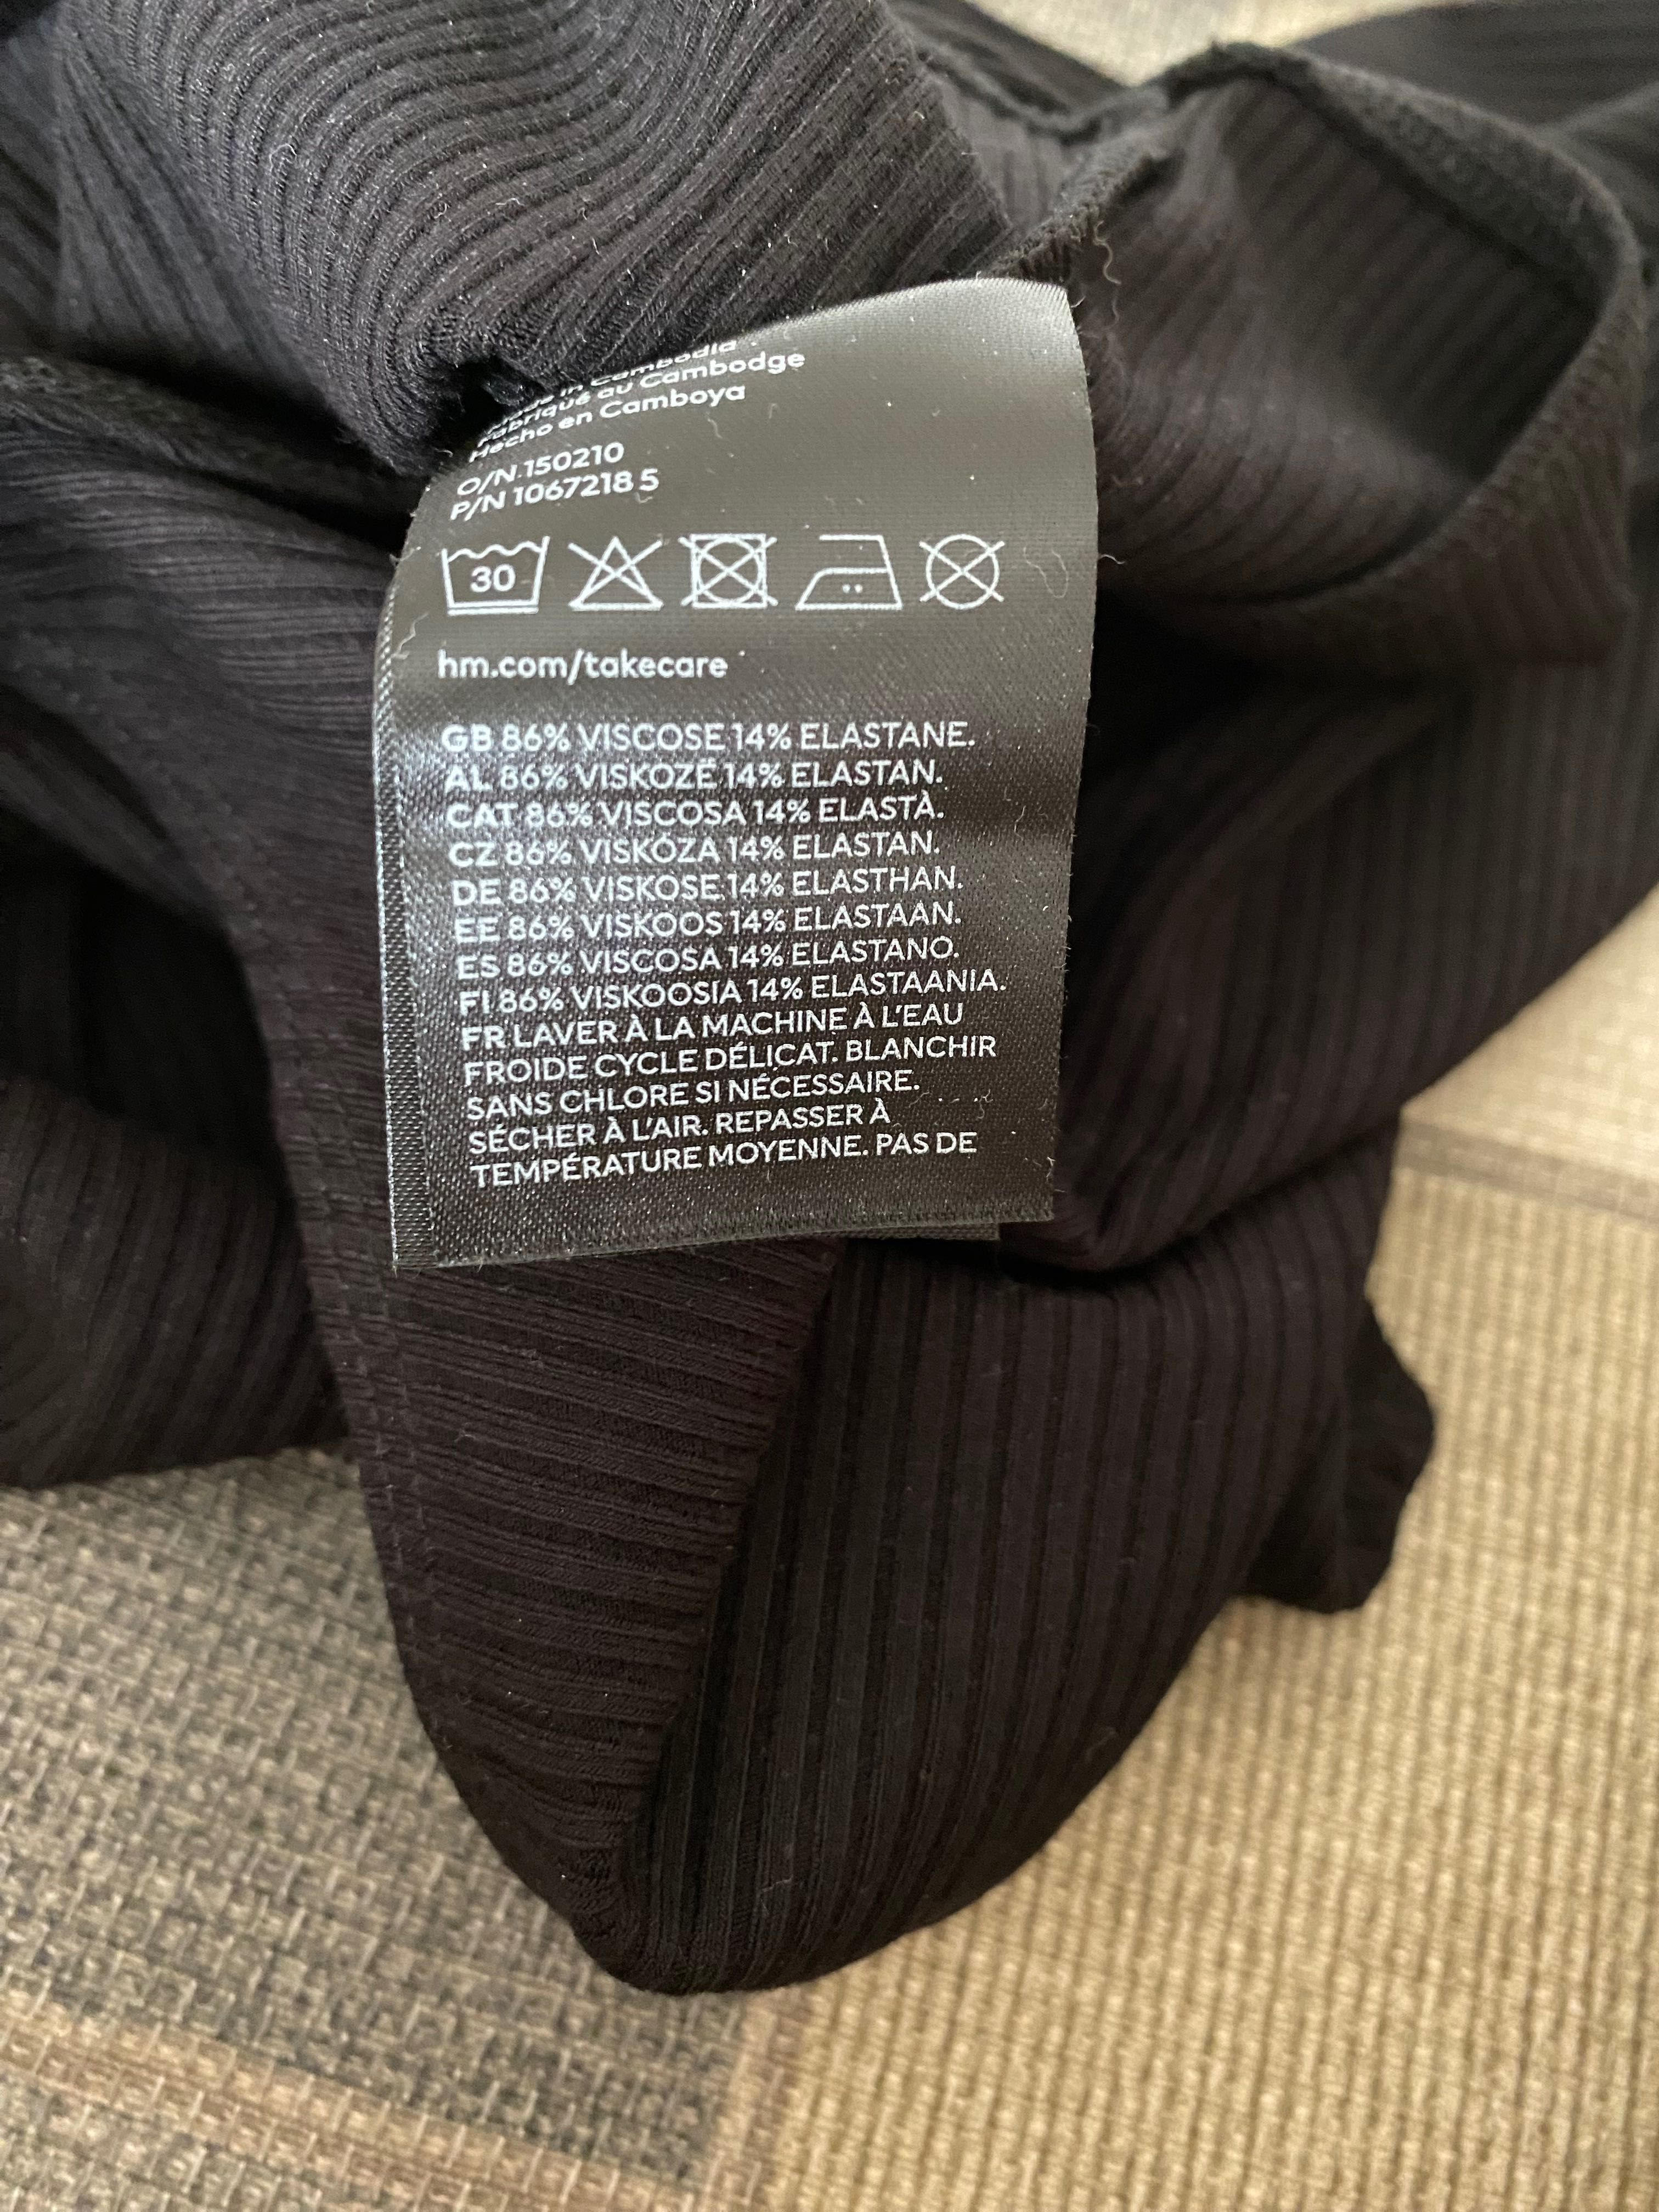 in Cambodia
Fabriqué au Cambodge
Hecho en Camboya
O/N.150210
P/N 1067218 5
30
hm.com/takecare
GB 86% VISCOSE 14% ELASTANE.
AL 86% VISKOZË 14% ELASTAN.
CAT 86% VISCOSA 14% ELASTÀ.
CZ 86% VISKÓZA 14% ELASTAN.
DE 86% VISKOSE 14% ELASTHAN.
EE 86% VISKOOS 14% ELASTAAN.
ES 86% VISCOSA 14% ELASTANO.
FI 86% VISKOOSIA 14% ELASTAANIA.
FR LAVER À LA MACHINE À L'EAU
FROIDE CYCLE DÉLICAT. BLANCHIR
SANS CHLORE SI NÉCESSAIRE.
SÉCHER À L'AIR. REPASSER À
TEMPÉRATURE MOYENNE. PAS DE